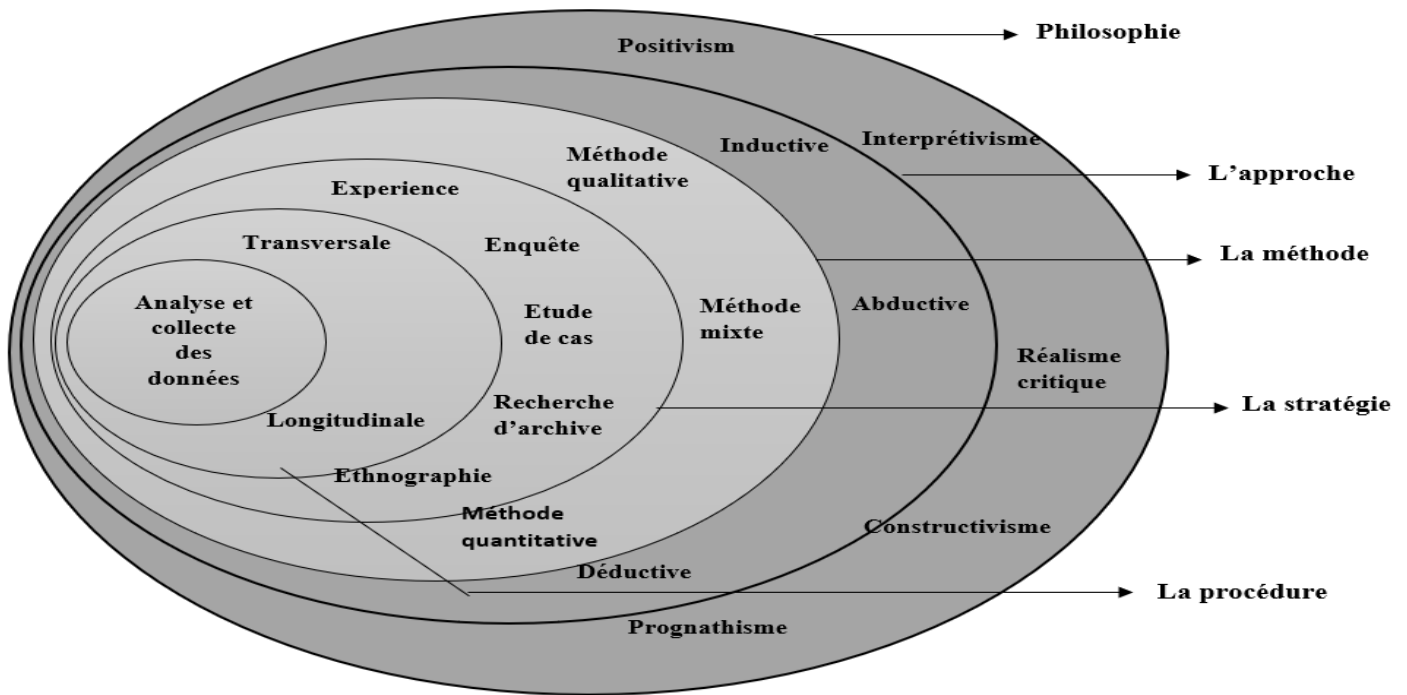 Philosophie
Positivism
Inductive
Interprétivisme
Méthode
qualitative
L’approche
Experience
Transversale
Enquête
La méthode
Analyse et
collecte
des
données
Etude
de cas
Méthode
mixte
Abductive
Réalisme
critique
Recherche
d’archive
La stratégie
Longitudinale
Ethnographie
Méthode
quantitative
Constructivisme
Déductive
La procédure
Prognathisme